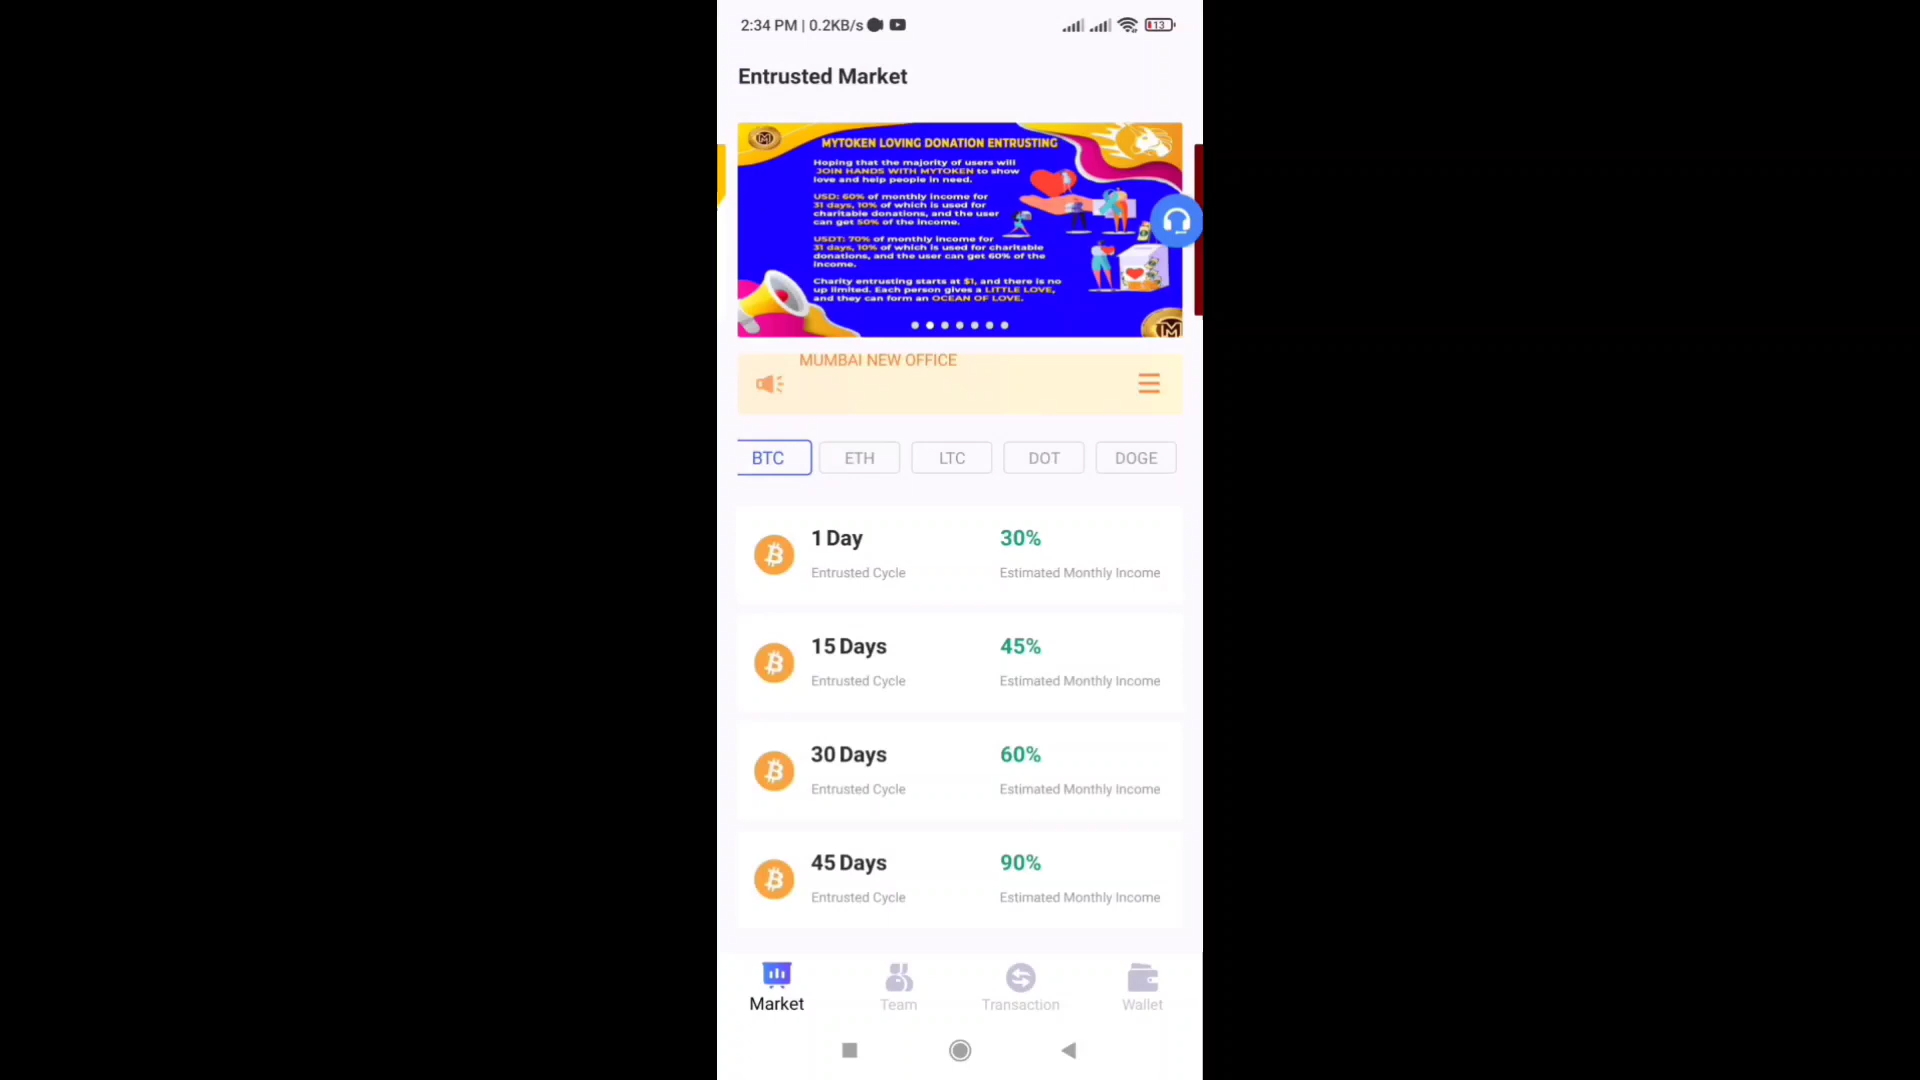 2:34 PM | 0.2KB/s
13
Entrusted Market
MYTOKEN LOVING DONATION ENTRUSTING
Hoping that the majority of users will
JOIN HANDS WITH MYTOKEN to show
love and help people in need.
USD: 60% of monthly income for
31 days, 10% of which is used for
charitable donations, and the user
can get 50% of the income.
USDT: 70% of monthly income for
31 days, 10% of which is used for charitable
donations, and the user can get 60% of the
income.
Charity entrusting starts at $1, and there is no
up limited. Each person gives a LITTLE LOVE,
and they can form an OCEAN OF LOVE.
MUMBAI NEW OFFICE
BTC ETH LTC DOT DOGE
1 Day 30%
Entrusted Cycle Estimated Monthly Income
15 Days 45%
Entrusted Cycle Estimated Monthly Income
30 Days 60%
Entrusted Cycle Estimated Monthly Income
45 Days 90%
Entrusted Cycle Estimated Monthly Income
Market Team Transaction Wallet